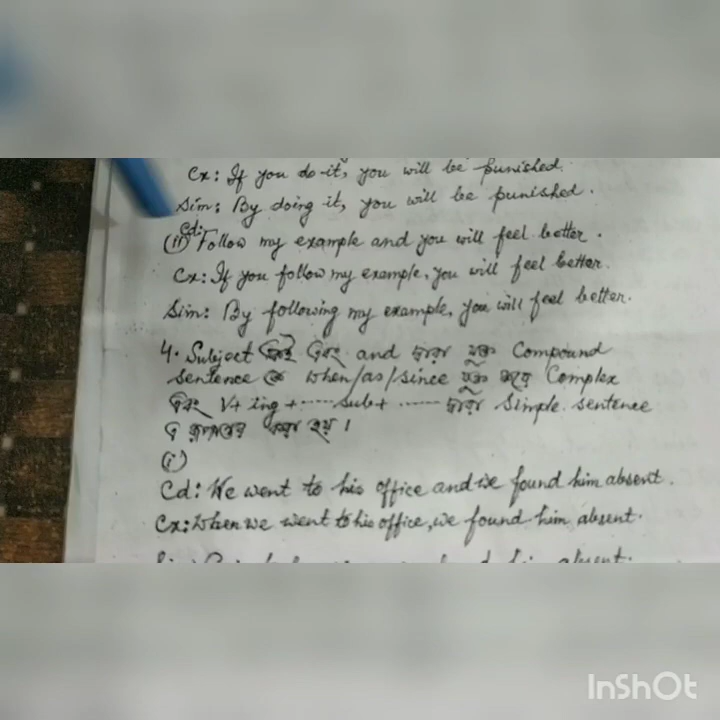 Cx: If you do it, you will be punished.
Sim: By doing it, you will be punished.
Cd:
(ii) Follow my example and you will feel better.
Cx: If you follow my example, you will feel better.
Sim: By following my example, you will feel better.
4. Subject একই এবং and দ্বারা যুক্ত Compound
sentence কে when/as/since যুক্ত করে Complex
এবং V+ing+......sub+...... দ্বারা Simple sentence
এ রূপান্তর করা হয়।
(i)
Cd: We went to his office and we found him absent.
Cx: When we went to his office, we found him absent.
absent.
InShOt